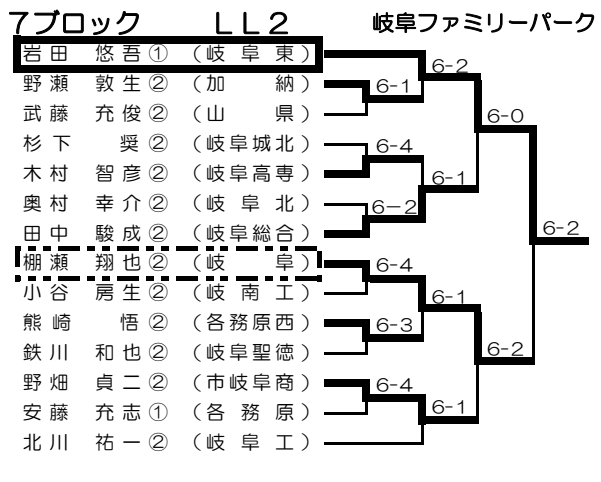 7ブロック ＬＬ２ 岐阜ファミリーパーク
岩田 悠吾① （岐阜東）
野瀬 敦生② （加納）
武藤 充俊② （山県）
杉下 奨② （岐阜城北）
木村 智彦② （岐阜高専）
奥村 幸介② （岐阜北）
田中 駿成② （岐阜総合）
棚瀬 翔也② （岐阜）
小谷 房生② （岐南工）
熊崎 悟② （各務原西）
鉄川 和也② （岐阜聖徳）
野畑 貞二② （市岐阜商）
安藤 充志① （各務原）
北川 祐一② （岐阜工）
6-2
6-1
6-0
6-4
6-1
6－2
6-2
6-4
6-1
6-3
6-2
6-4
6-1